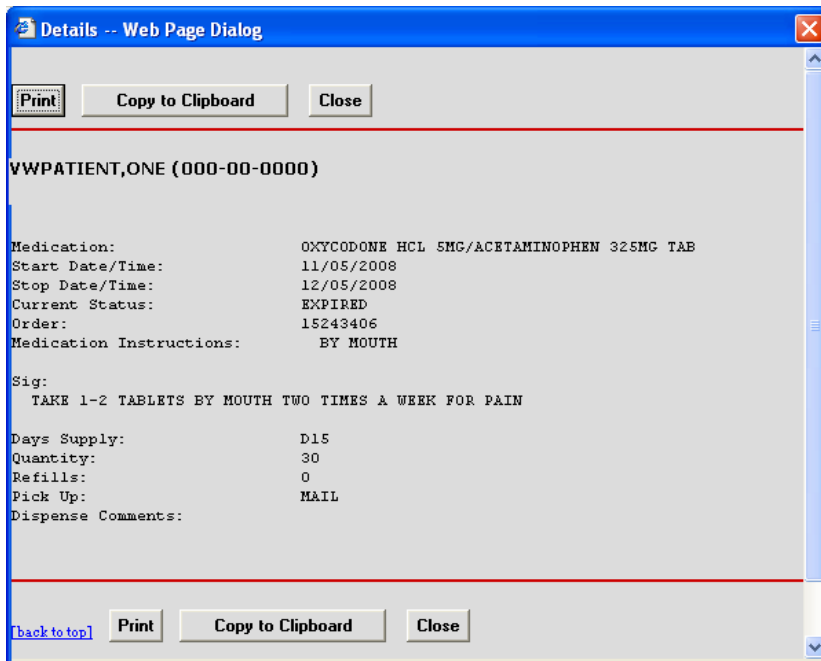 Details -- Web Page Dialog
Print Copy to Clipboard Close
VWPATIENT,ONE (000-00-0000)
Medication: OXYCODONE HCL 5MG/ACETAMINOPHEN 325MG TAB
Start Date/Time: 11/05/2008
Stop Date/Time: 12/05/2008
Current Status: EXPIRED
Order: 15243406
Medication Instructions: BY MOUTH
Sig:
TAKE 1-2 TABLETS BY MOUTH TWO TIMES A WEEK FOR PAIN
Days Supply: D15
Quantity: 30
Refills: 0
Pick Up: MAIL
Dispense Comments:
[back to top] Print Copy to Clipboard Close